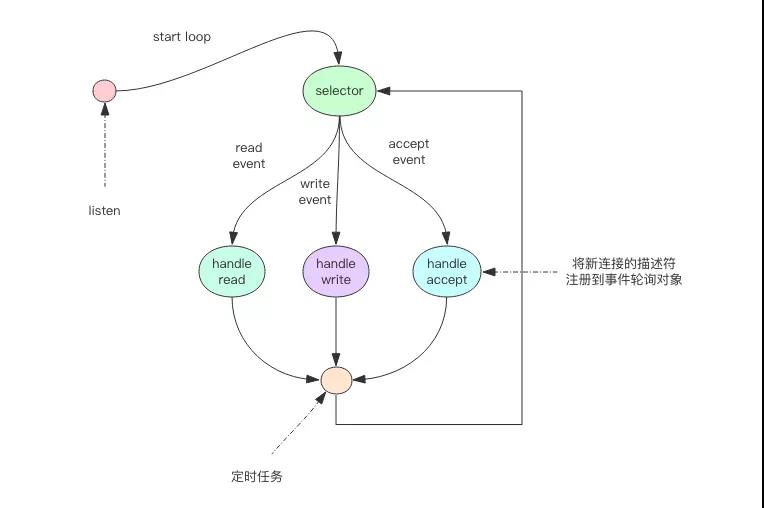 start loop
selector
read
event
accept
event
write
event
listen
handle
read
handle
write
handle
accept
将新连接的描述符
注册到事件轮询对象
定时任务